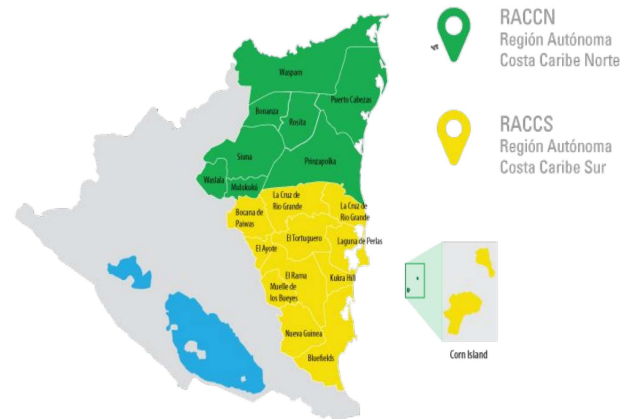 RACCN
Región Autónoma
Costa Caribe Norte
RACCS
Región Autónoma
Costa Caribe Sur
Waspam
Puerto Cabezas
Bonanza
Rosita
Siuna
Prinzapolka
Waslala
Mulukukú
La Cruz de
Rio Grande
La Cruz de
Rio Grande
Bocana de
Paiwas
El Tortuguero
Laguna de Perlas
El Ayote
El Rama
Kukra Hill
Muelle de
los Bueyes
Nueva Guinea
Bluefields
Corn Island